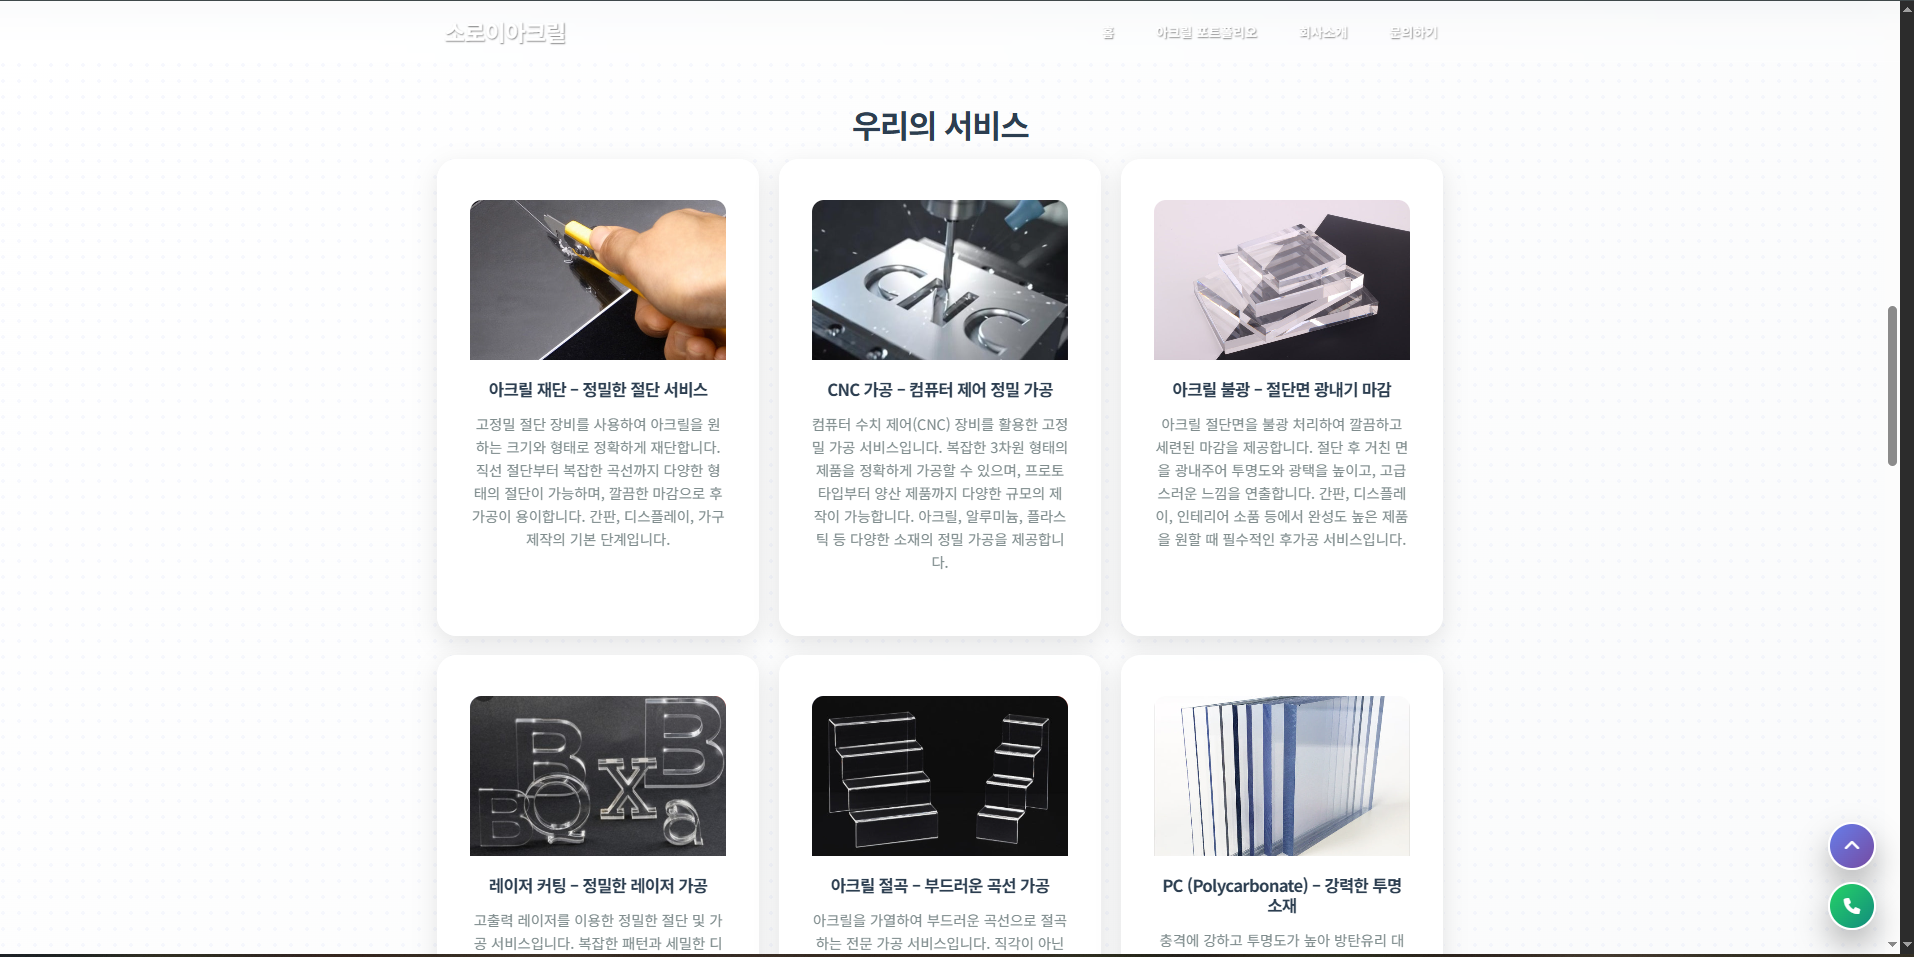 소로이아크릴
홈 아크릴 포트폴리오 회사소개 문의하기
우리의 서비스
CNC
아크릴 재단 – 정밀한 절단 서비스
고정밀 절단 장비를 사용하여 아크릴을 원
하는 크기와 형태로 정확하게 재단합니다.
직선 절단부터 복잡한 곡선까지 다양한 형
태의 절단이 가능하며, 깔끔한 마감으로 후
가공이 용이합니다. 간판, 디스플레이, 가구
제작의 기본 단계입니다.
CNC 가공 – 컴퓨터 제어 정밀 가공
컴퓨터 수치 제어(CNC) 장비를 활용한 고정
밀 가공 서비스입니다. 복잡한 3차원 형태의
제품을 정확하게 가공할 수 있으며, 프로토
타입부터 양산 제품까지 다양한 규모의 제
작이 가능합니다. 아크릴, 알루미늄, 플라스
틱 등 다양한 소재의 정밀 가공을 제공합니
다.
아크릴 불광 – 절단면 광내기 마감
아크릴 절단면을 불광 처리하여 깔끔하고
세련된 마감을 제공합니다. 절단 후 거친 면
을 광내주어 투명도와 광택을 높이고, 고급
스러운 느낌을 연출합니다. 간판, 디스플레
이, 인테리어 소품 등에서 완성도 높은 제품
을 원할 때 필수적인 후가공 서비스입니다.
B B B Q X a
레이저 커팅 – 정밀한 레이저 가공
고출력 레이저를 이용한 정밀한 절단 및 가
공 서비스입니다. 복잡한 패턴과 세밀한 디
아크릴 절곡 – 부드러운 곡선 가공
아크릴을 가열하여 부드러운 곡선으로 절곡
하는 전문 가공 서비스입니다. 직각이 아닌
PC (Polycarbonate) – 강력한 투명
소재
충격에 강하고 투명도가 높아 방탄유리 대